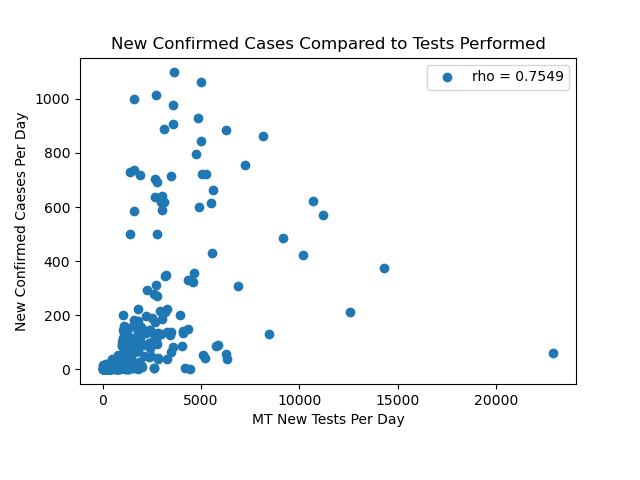 New Confirmed Cases Compared to Tests Performed
rho = 0.7549
New Confirmed Caeses Per Day
1000
800
600
400
200
0
0
5000
10000
15000
20000
MT New Tests Per Day